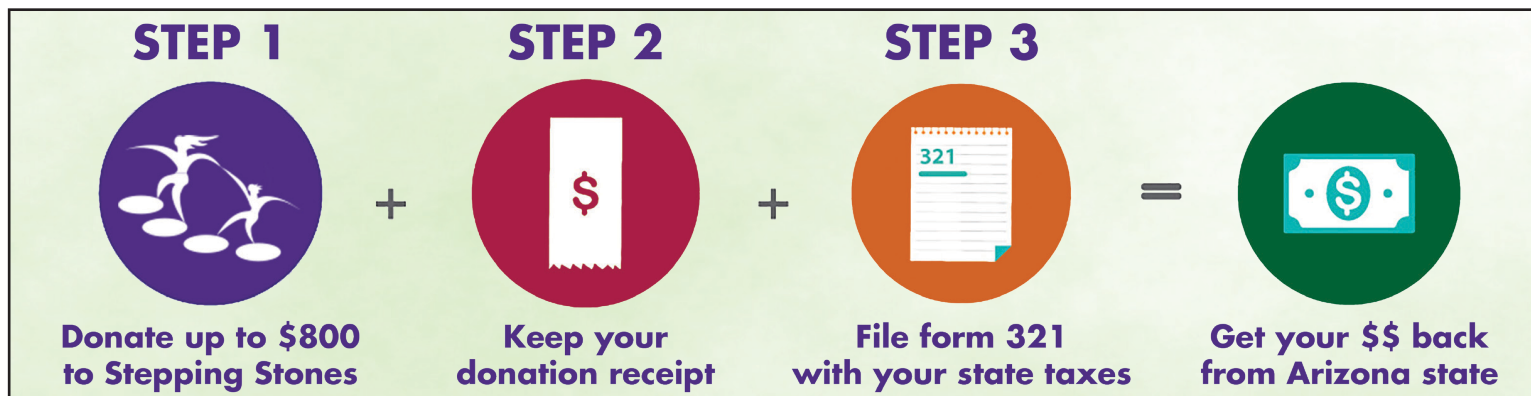 STEP 1
STEP 2
STEP 3
$
321
$
+
+
=
Donate up to $800
to Stepping Stones
Keep your
donation receipt
File form 321
with your state taxes
Get your $$ back
from Arizona state